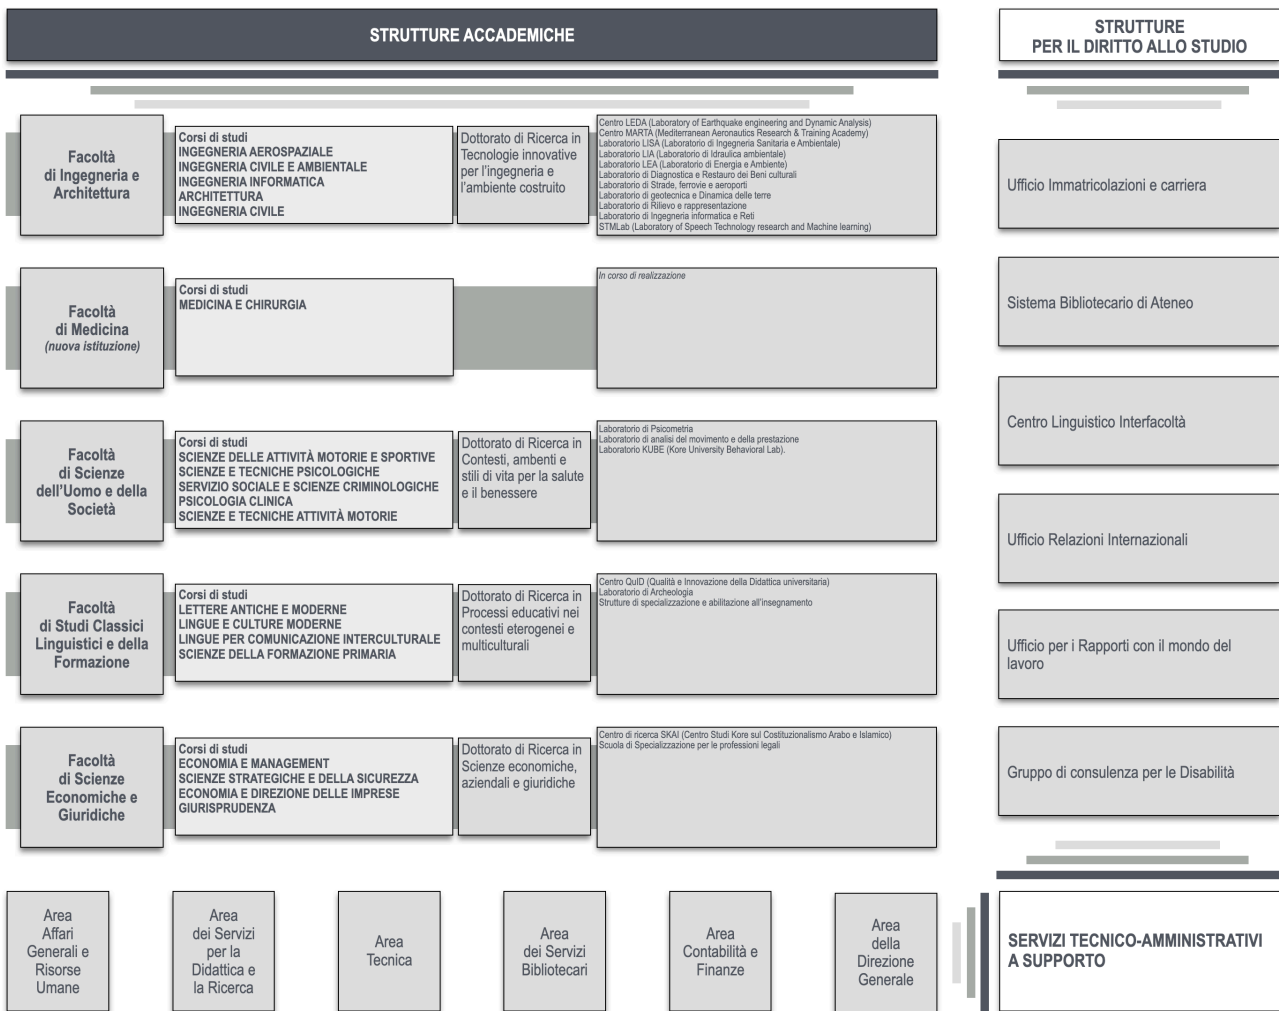 STRUTTURE ACCADEMICHE
STRUTTURE
PER IL DIRITTO ALLO STUDIO
Facoltà
di Ingegneria e
Architettura
Corsi di studi
INGEGNERIA AEROSPAZIALE
INGEGNERIA CIVILE E AMBIENTALE
INGEGNERIA INFORMATICA
ARCHITETTURA
INGEGNERIA CIVILE
Dottorato di Ricerca in
Tecnologie innovative
per l'ingegneria e
l'ambiente costruito
Centro LEDA (Laboratory of Earthquake engineering and Dynamic Analysis)
Centro MARTA (Mediterranean Aeronautics Research & Training Academy)
Laboratorio LISA (Laboratorio di Ingegneria Sanitaria e Ambientale)
Laboratorio LIA (Laboratorio di Idraulica ambientale)
Laboratorio LEA (Laboratorio di Energia e Ambiente)
Laboratorio di Diagnostica e Restauro dei Beni culturali
Laboratorio di Strade, ferrovie e aeroporti
Laboratorio di geotecnica e Dinamica delle terre
Laboratorio di Rilievo e rappresentazione
Laboratorio di Ingegneria informatica e Reti
STMLab (Laboratory of Speech Technology research and Machine learning)
Facoltà
di Medicina
(nuova istituzione)
Corsi di studi
MEDICINA E CHIRURGIA
In corso di realizzazione
Facoltà
di Scienze
dell'Uomo e della
Società
Corsi di studi
SCIENZE DELLE ATTIVITÀ MOTORIE E SPORTIVE
SCIENZE E TECNICHE PSICOLOGICHE
SERVIZIO SOCIALE E SCIENZE CRIMINOLOGICHE
PSICOLOGIA CLINICA
SCIENZE E TECNICHE ATTIVITÀ MOTORIE
Dottorato di Ricerca in
Contesti, ambenti e
stili di vita per la salute
e il benessere
Laboratorio di Psicometria
Laboratorio di analisi del movimento e della prestazione
Laboratorio KUBE (Kore University Behavioral Lab).
Facoltà
di Studi Classici
Linguistici e della
Formazione
Corsi di studi
LETTERE ANTICHE E MODERNE
LINGUE E CULTURE MODERNE
LINGUE PER COMUNICAZIONE INTERCULTURALE
SCIENZE DELLA FORMAZIONE PRIMARIA
Dottorato di Ricerca in
Processi educativi nei
contesti eterogenei e
multiculturali
Centro QuID (Qualità e Innovazione della Didattica universitaria)
Laboratorio di Archeologia
Strutture di specializzazione e abilitazione all'insegnamento
Facoltà
di Scienze
Economiche e
Giuridiche
Corsi di studi
ECONOMIA E MANAGEMENT
SCIENZE STRATEGICHE E DELLA SICUREZZA
ECONOMIA E DIREZIONE DELLE IMPRESE
GIURISPRUDENZA
Dottorato di Ricerca in
Scienze economiche,
aziendali e giuridiche
Centro di ricerca SKAI (Centro Studi Kore sul Costituzionalismo Arabo e Islamico)
Scuola di Specializzazione per le professioni legali
Ufficio Immatricolazioni e carriera
Sistema Bibliotecario di Ateneo
Centro Linguistico Interfacoltà
Ufficio Relazioni Internazionali
Ufficio per i Rapporti con il mondo del
lavoro
Gruppo di consulenza per le Disabilità
Area
Affari
Generali e
Risorse
Umane
Area
dei Servizi
per la
Didattica e
la Ricerca
Area
Tecnica
Area
dei Servizi
Bibliotecari
Area
Contabilità e
Finanze
Area
della
Direzione
Generale
SERVIZI TECNICO-AMMINISTRATIVI
A SUPPORTO